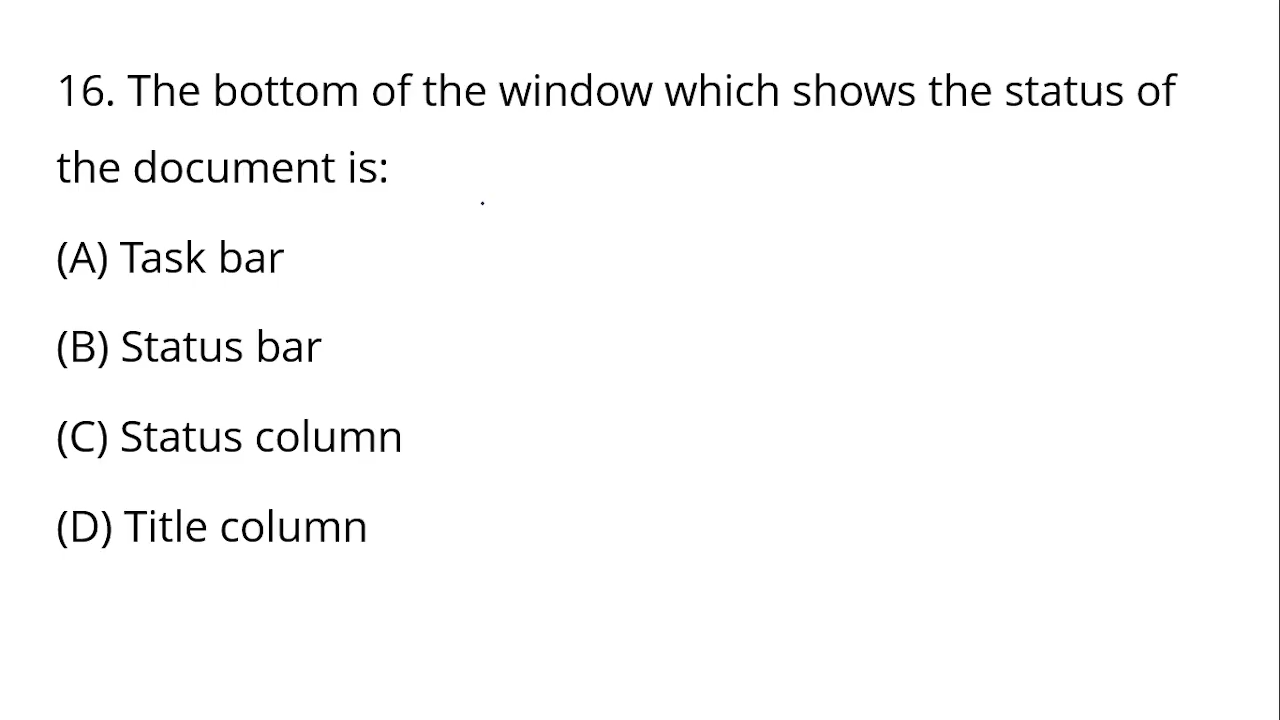 16. The bottom of the window which shows the status of
the document is:
(A) Task bar
(B) Status bar
(C) Status column
(D) Title column